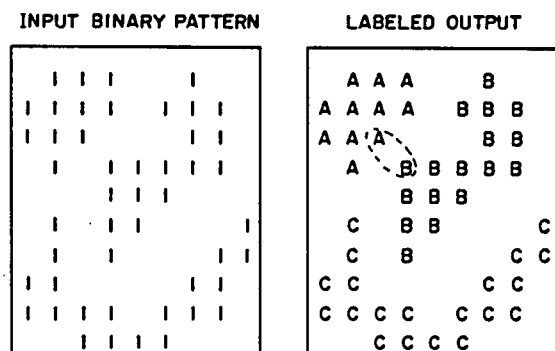 INPUT BINARY PATTERN
I I I I
I I I I I I I
I I I I I
I I I I I I
I I I
I I I I
I I I I
I I I I
I I I I I I I
I I I I
LABELED OUTPUT
A A A B
A A A A B B B
A A A B B
A B B B B B
B B B
C B B C
C B C C
C C C C
C C C C C C C
C C C C